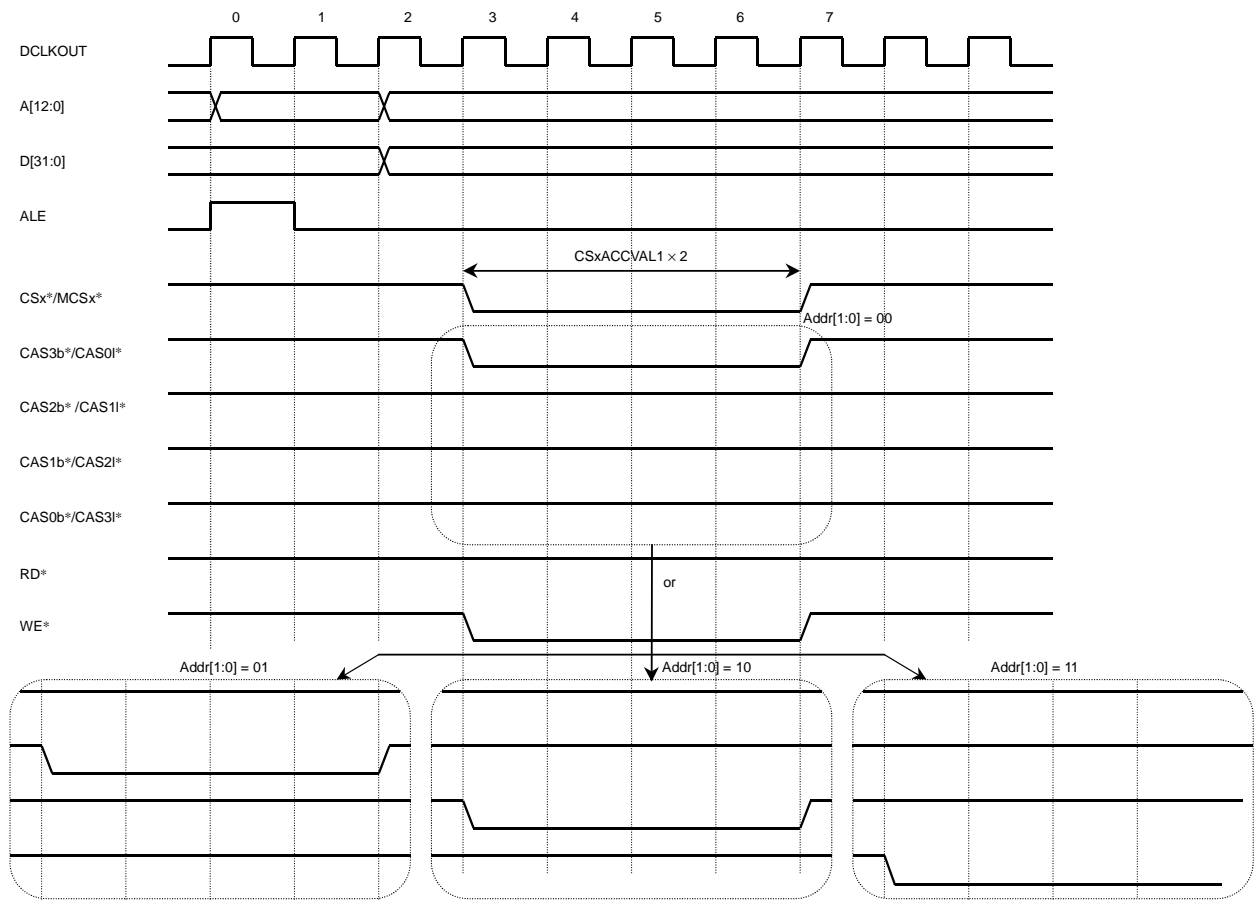 0 1 2 3 4 5 6 7
DCLKOUT
A[12:0]
D[31:0]
ALE
CSxACCVAL1 × 2
CSx*/MCSx*
Addr[1:0] = 00
CAS3b*/CAS0l*
CAS2b* /CAS1l*
CAS1b*/CAS2l*
CAS0b*/CAS3l*
RD*
or
WE*
Addr[1:0] = 01 Addr[1:0] = 10 Addr[1:0] = 11